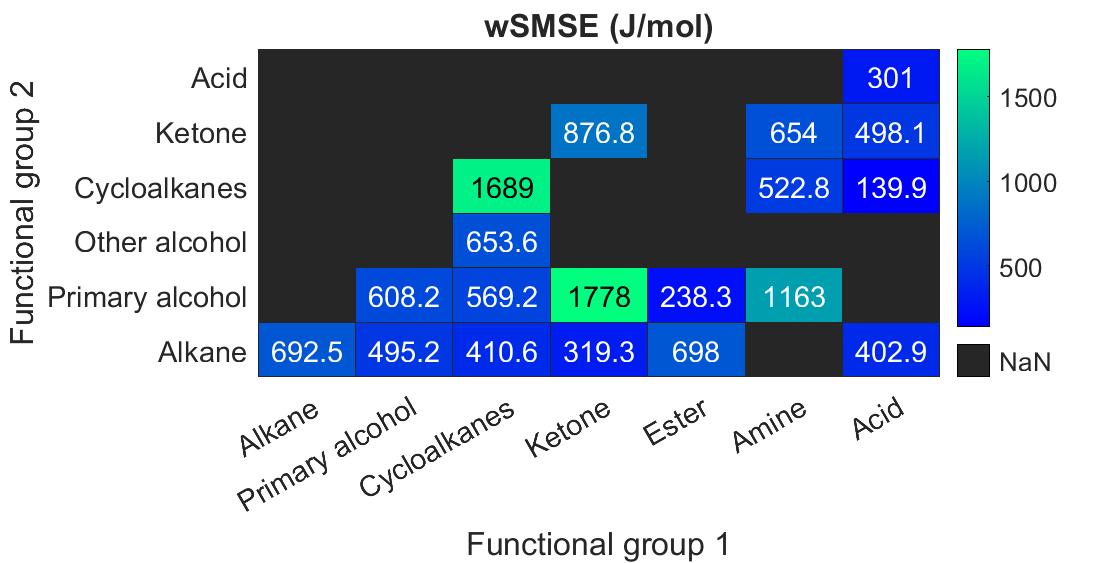 wSMSE (J/mol)
Functional group 2
Acid 301
Ketone 876.8 654 498.1
Cycloalkanes 1689 522.8 139.9
Other alcohol 653.6
Primary alcohol 608.2 569.2 1778 238.3 1163
Alkane 692.5 495.2 410.6 319.3 698 402.9
Alkane Primary alcohol Cycloalkanes Ketone Ester Amine Acid
Functional group 1
1500
1000
500
NaN